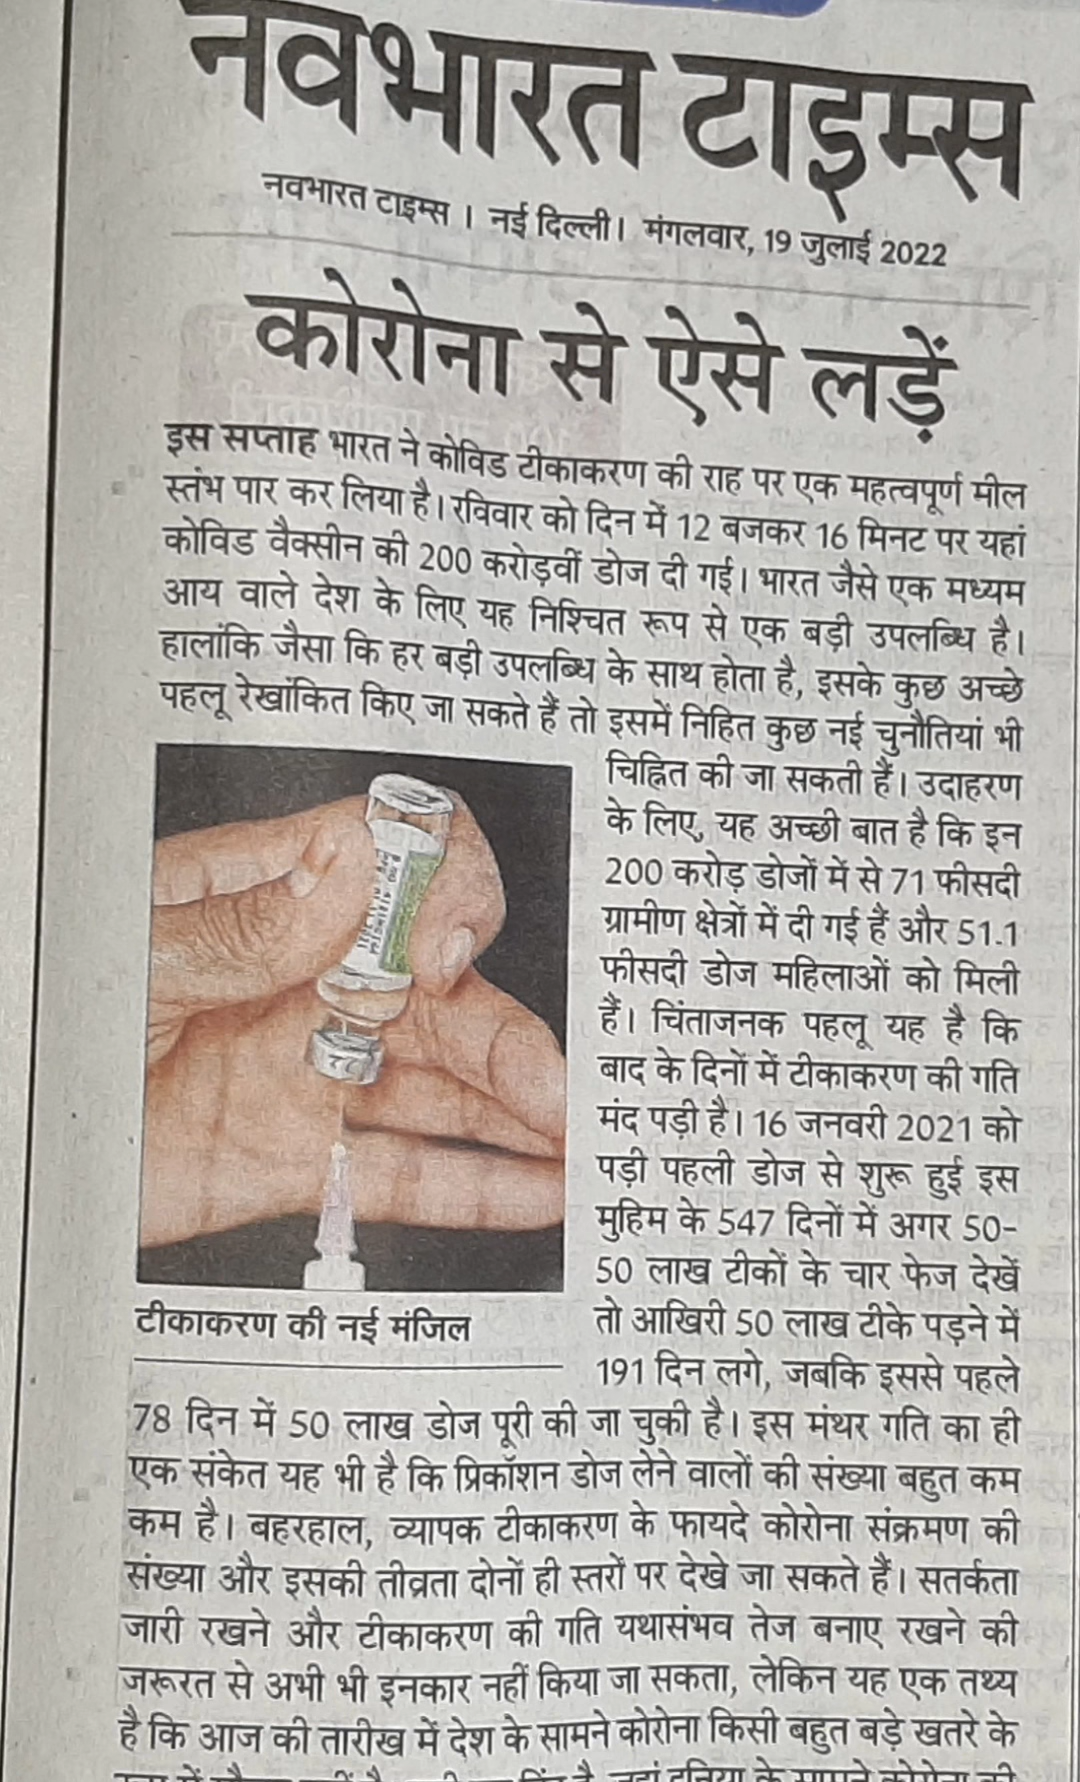 नवभारत टाइम्स
नवभारत टाइम्स । नई दिल्ली। मंगलवार, 19 जुलाई 2022
कोरोना से ऐसे लड़ें
इस सप्ताह भारत ने कोविड टीकाकरण की राह पर एक महत्वपूर्ण मील
स्तंभ पार कर लिया है। रविवार को दिन में 12 बजकर 16 मिनट पर यहां
कोविड वैक्सीन की 200 करोड़वीं डोज दी गई। भारत जैसे एक मध्यम
आय वाले देश के लिए यह निश्चित रूप से एक बड़ी उपलब्धि है।
हालांकि जैसा कि हर बड़ी उपलब्धि के साथ होता है, इसके कुछ अच्छे
पहलू रेखांकित किए जा सकते हैं तो इसमें निहित कुछ नई चुनौतियां भी
चिह्नित की जा सकती हैं। उदाहरण
के लिए, यह अच्छी बात है कि इन
200 करोड़ डोजों में से 71 फीसदी
ग्रामीण क्षेत्रों में दी गई हैं और 51.1
फीसदी डोज महिलाओं को मिली
हैं। चिंताजनक पहलू यह है कि
बाद के दिनों में टीकाकरण की गति
मंद पड़ी है। 16 जनवरी 2021 को
पड़ी पहली डोज से शुरू हुई इस
मुहिम के 547 दिनों में अगर 50-
50 लाख टीकों के चार फेज देखें
तो आखिरी 50 लाख टीके पड़ने में
191 दिन लगे, जबकि इससे पहले
टीकाकरण की नई मंजिल
78 दिन में 50 लाख डोज पूरी की जा चुकी है। इस मंथर गति का ही
एक संकेत यह भी है कि प्रिकॉशन डोज लेने वालों की संख्या बहुत कम
कम है। बहरहाल, व्यापक टीकाकरण के फायदे कोरोना संक्रमण की
संख्या और इसकी तीव्रता दोनों ही स्तरों पर देखे जा सकते हैं। सतर्कता
जारी रखने और टीकाकरण की गति यथासंभव तेज बनाए रखने की
जरूरत से अभी भी इनकार नहीं किया जा सकता, लेकिन यह एक तथ्य
है कि आज की तारीख में देश के सामने कोरोना किसी बहुत बड़े खतरे के